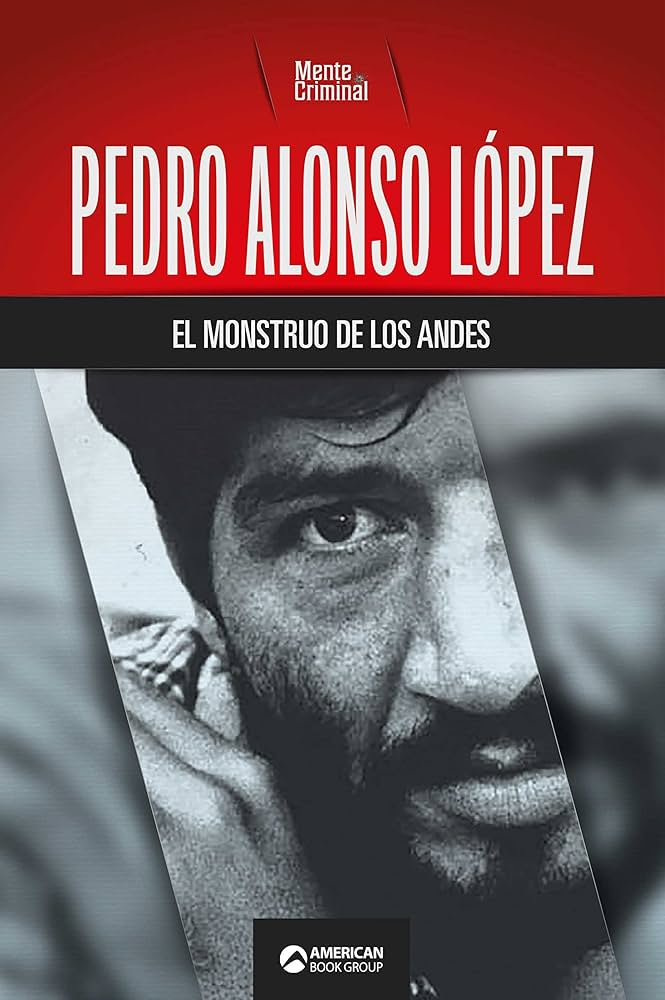 Mente
Criminal
PEDRO ALONSO LÓPEZ
EL MONSTRUO DE LOS ANDES
AMERICAN
BOOK GROUP